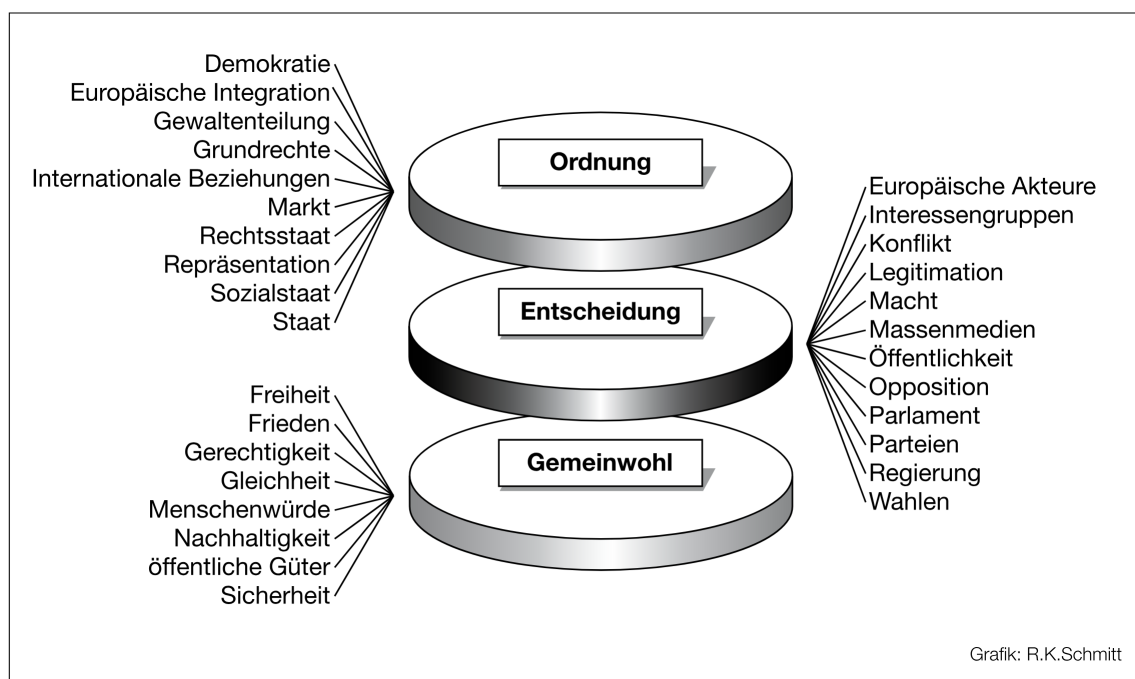 Demokratie
Europäische Integration
Gewaltenteilung
Grundrechte
Internationale Beziehungen
Markt
Rechtsstaat
Repräsentation
Sozialstaat
Staat
Ordnung
Entscheidung
Europäische Akteure
Interessengruppen
Konflikt
Legitimation
Macht
Massenmedien
Öffentlichkeit
Opposition
Parlament
Parteien
Regierung
Wahlen
Freiheit
Frieden
Gerechtigkeit
Gleichheit
Menschenwürde
Nachhaltigkeit
öffentliche Güter
Sicherheit
Gemeinwohl
Grafik: R.K.Schmitt